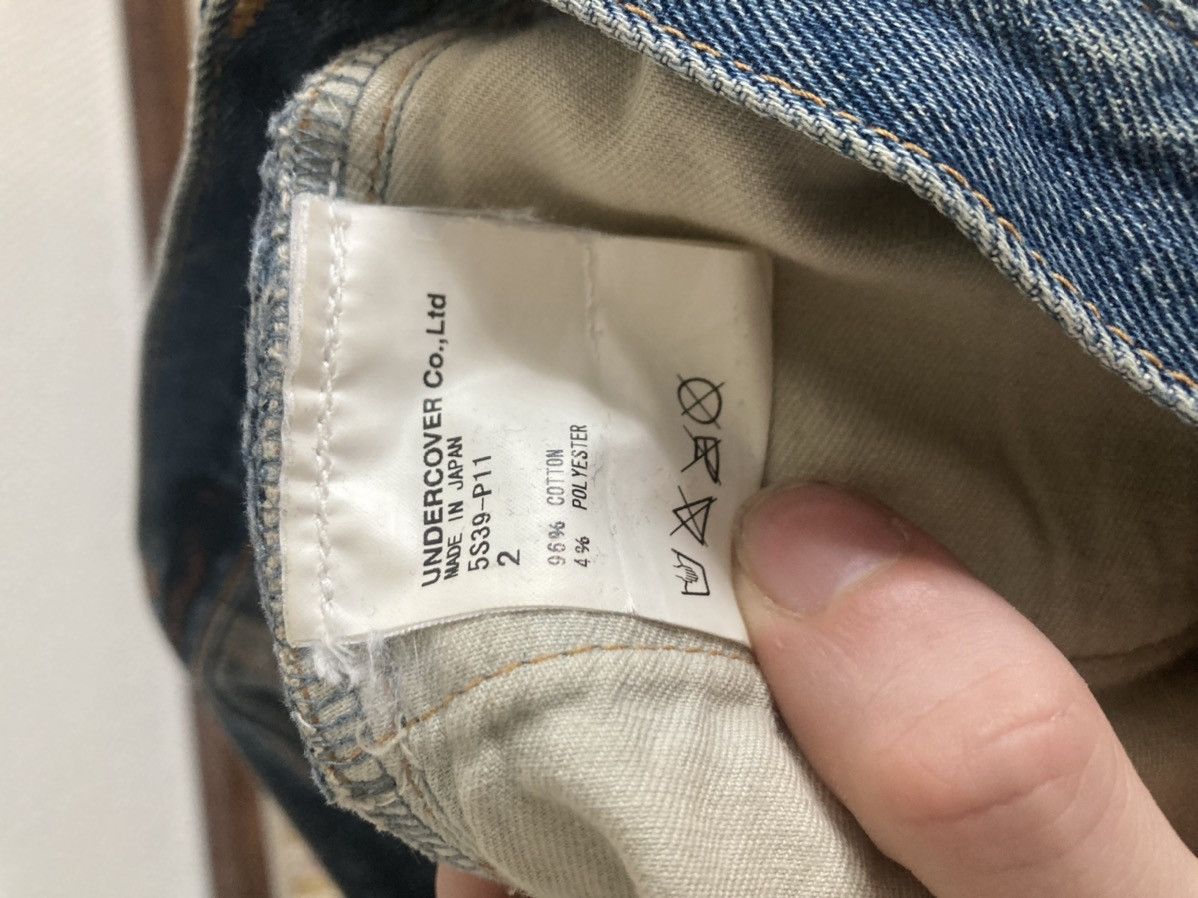 UNDERCOVER Co.,Ltd
MADE IN JAPAN
5S39-P11
2
96% COTTON
4% POLYESTER